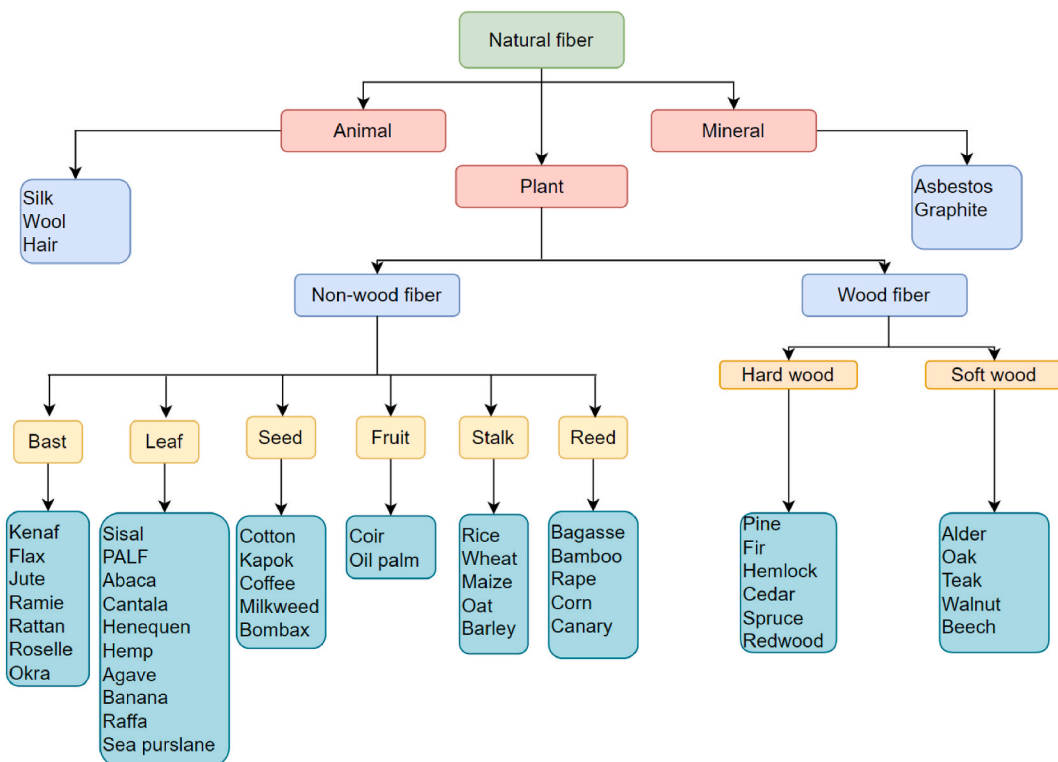 Natural fiber
Animal
Mineral
Plant
Silk
Wool
Hair
Asbestos
Graphite
Non-wood fiber
Wood fiber
Hard wood
Soft wood
Bast
Leaf
Seed
Fruit
Stalk
Reed
Kenaf
Flax
Jute
Ramie
Rattan
Roselle
Okra
Sisal
PALF
Abaca
Cantala
Henequen
Hemp
Agave
Banana
Raffa
Sea purslane
Cotton
Kapok
Coffee
Milkweed
Bombax
Coir
Oil palm
Rice
Wheat
Maize
Oat
Barley
Bagasse
Bamboo
Rape
Corn
Canary
Pine
Fir
Hemlock
Cedar
Spruce
Redwood
Alder
Oak
Teak
Walnut
Beech